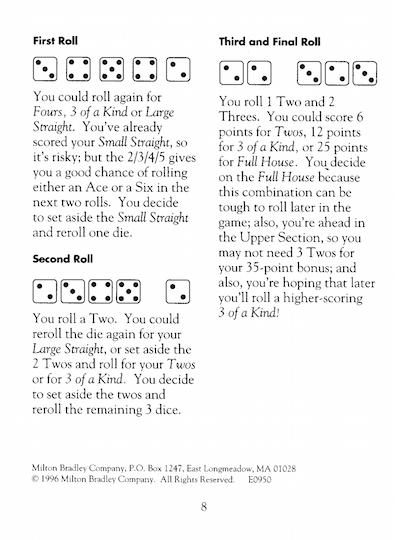 First Roll
You could roll again for
Fours, 3 of a Kind or Large
Straight. You've already
scored your Small Straight, so
it's risky; but the 2/3/4/5 gives
you a good chance of rolling
either an Ace or a Six in the
next two rolls. You decide
to set aside the Small Straight
and reroll one die.
Second Roll
You roll a Two. You could
reroll the die again for your
Large Straight, or set aside the
2 Twos and roll for your Twos
or for 3 of a Kind. You decide
to set aside the twos and
reroll the remaining 3 dice.
Third and Final Roll
You roll 1 Two and 2
Threes. You could score 6
points for Twos, 12 points
for 3 of a Kind, or 25 points
for Full House. You decide
on the Full House because
this combination can be
tough to roll later in the
game; also, you're ahead in
the Upper Section, so you
may not need 3 Twos for
your 35-point bonus; and
also, you're hoping that later
you'll roll a higher-scoring
3 of a Kind!
Milton Bradley Company, P.O. Box 1247, East Longmeadow, MA 01028
© 1996 Milton Bradley Company. All Rights Reserved. E0950
8